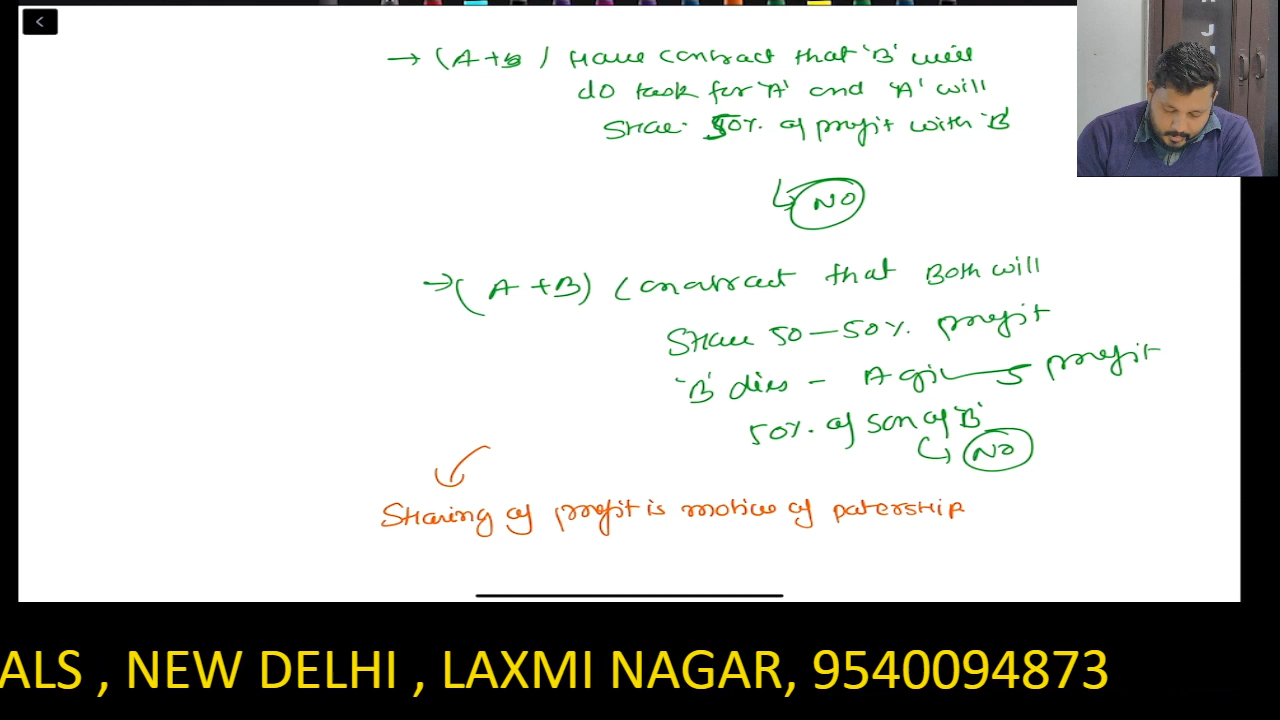 → (A+B) Have contract that 'B' will
do task for 'A' and 'A' will
Share 50% of profit with 'B'
NO
→ (A+B) Contract that Both will
Share 50-50% profit
'B' dies - A profit
50% of son of 'B'
NO
Sharing of profit is motive of patership
ALS , NEW DELHI , LAXMI NAGAR, 9540094873